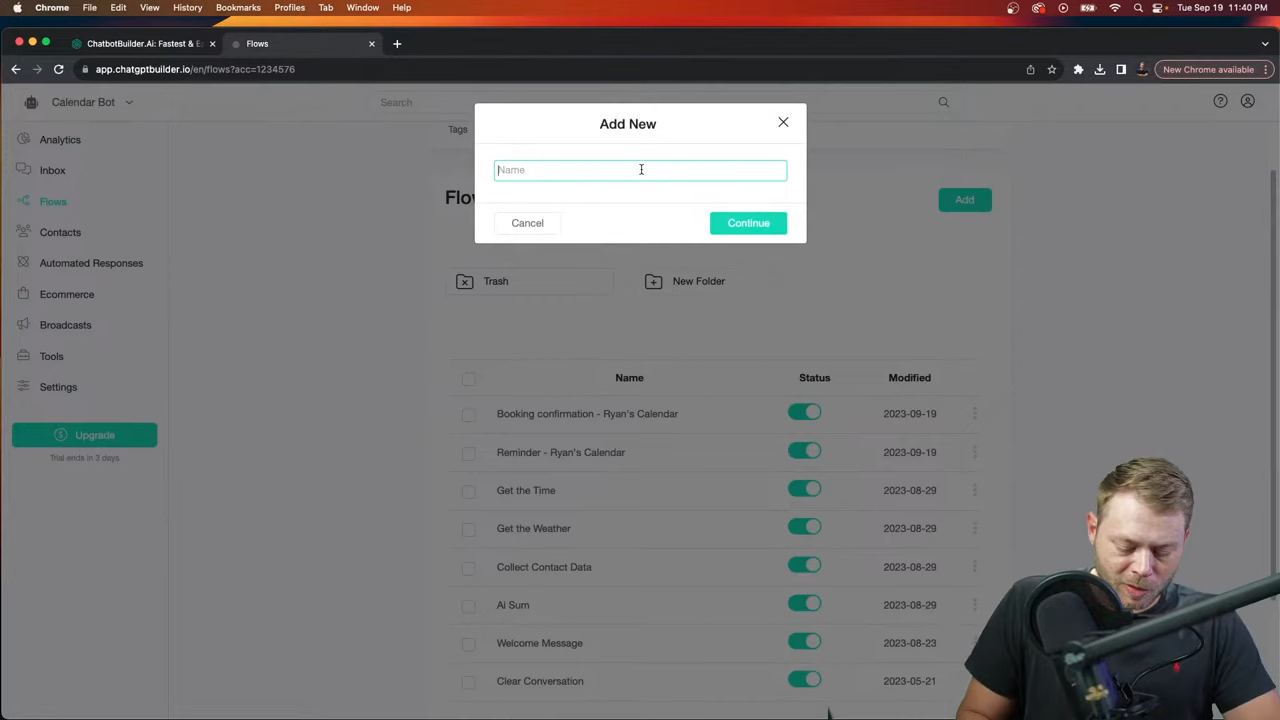 Chrome File Edit View History Bookmarks Profiles Tab Window Help Tue Sep 19 11:40 PM
ChatbotBuilder.Ai: Fastest & Ea Flows
app.chatgptbuilder.io/en/flows?acc=1234576 New Chrome available
Calendar Bot Search
Add New
Name
Cancel Continue
Analytics
Inbox
Flows
Contacts
Automated Responses
Ecommerce
Broadcasts
Tools
Settings
Upgrade
Trial ends in 3 days
Tags
Flow Add
Trash New Folder
Name Status Modified
Booking confirmation - Ryan's Calendar 2023-09-19
Reminder - Ryan's Calendar 2023-09-19
Get the Time 2023-08-29
Get the Weather 2023-08-29
Collect Contact Data 2023-08-29
Ai Sum 2023-08-29
Welcome Message 2023-08-23
Clear Conversation 2023-05-21